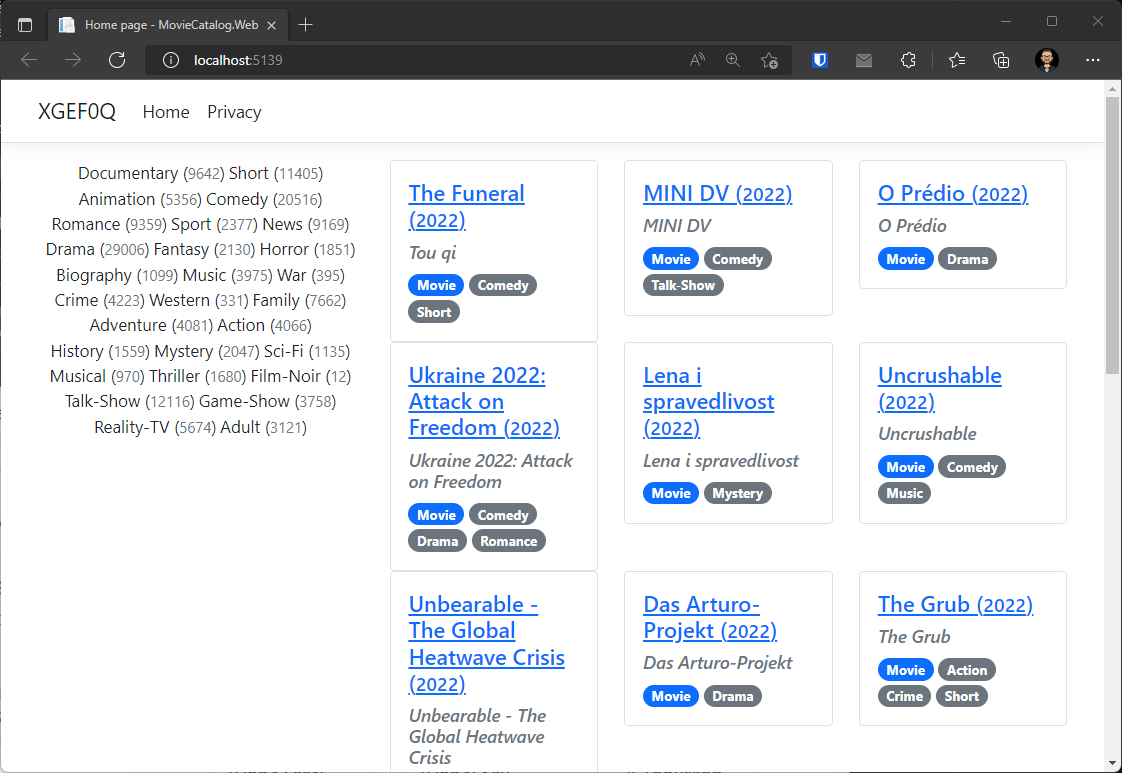 Home page - MovieCatalog.Web
localhost:5139
XGEF0Q Home Privacy
Documentary (9642) Short (11405)
Animation (5356) Comedy (20516)
Romance (9359) Sport (2377) News (9169)
Drama (29006) Fantasy (2130) Horror (1851)
Biography (1099) Music (3975) War (395)
Crime (4223) Western (331) Family (7662)
Adventure (4081) Action (4066)
History (1559) Mystery (2047) Sci-Fi (1135)
Musical (970) Thriller (1680) Film-Noir (12)
Talk-Show (12116) Game-Show (3758)
Reality-TV (5674) Adult (3121)
The Funeral
(2022)
Tou qi
Movie Comedy
Short
MINI DV (2022)
MINI DV
Movie Comedy
Talk-Show
O Prédio (2022)
O Prédio
Movie Drama
Ukraine 2022:
Attack on
Freedom (2022)
Ukraine 2022: Attack
on Freedom
Movie Comedy
Drama Romance
Lena i
spravedlivost
(2022)
Lena i spravedlivost
Movie Mystery
Uncrushable
(2022)
Uncrushable
Movie Comedy
Music
Unbearable -
The Global
Heatwave Crisis
(2022)
Unbearable - The
Global Heatwave
Crisis
Das Arturo-
Projekt (2022)
Das Arturo-Projekt
Movie Drama
The Grub (2022)
The Grub
Movie Action
Crime Short